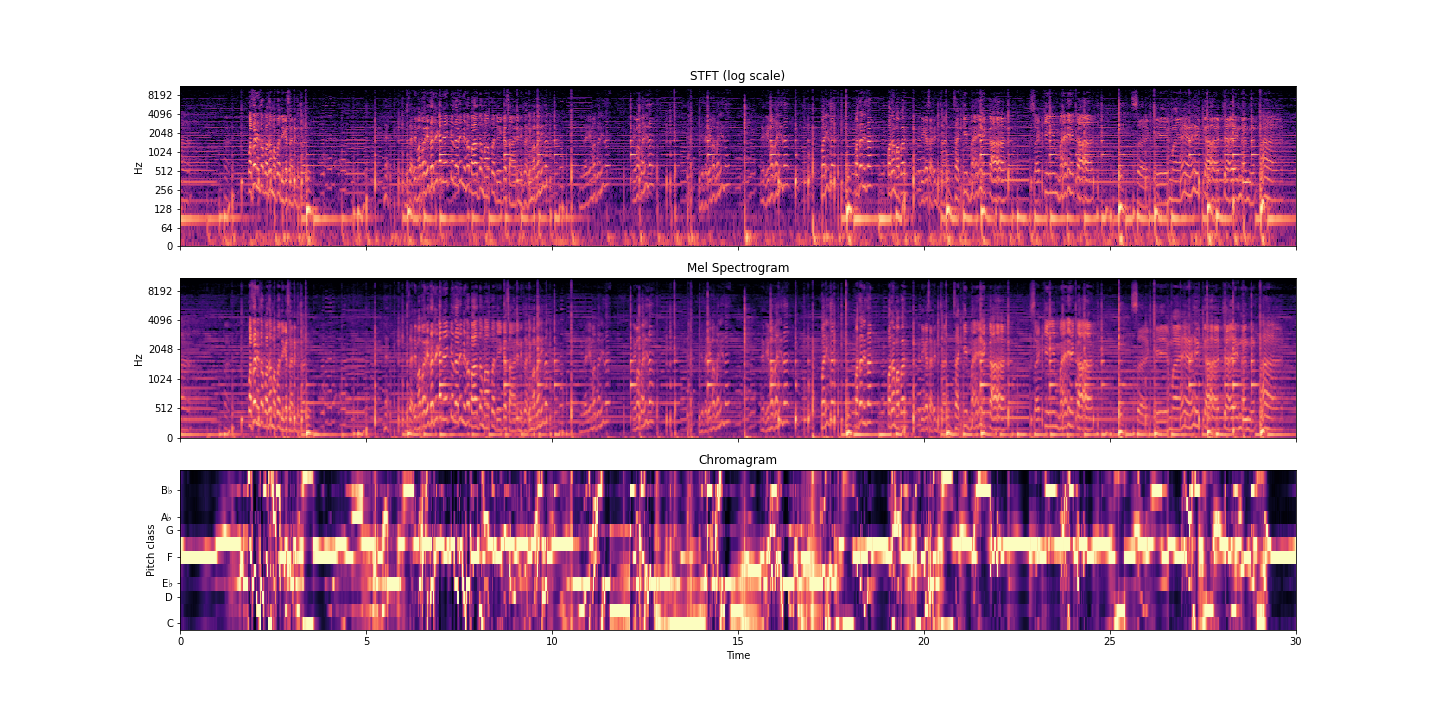 STFT (log scale)
8192
4096
2048
1024
512
256
128
64
0
Hz
Mel Spectrogram
8192
4096
2048
1024
512
0
Hz
Chromagram
B♭
A♭
G
F
E♭
D
C
Pitch class
0 5 10 15 20 25 30
Time